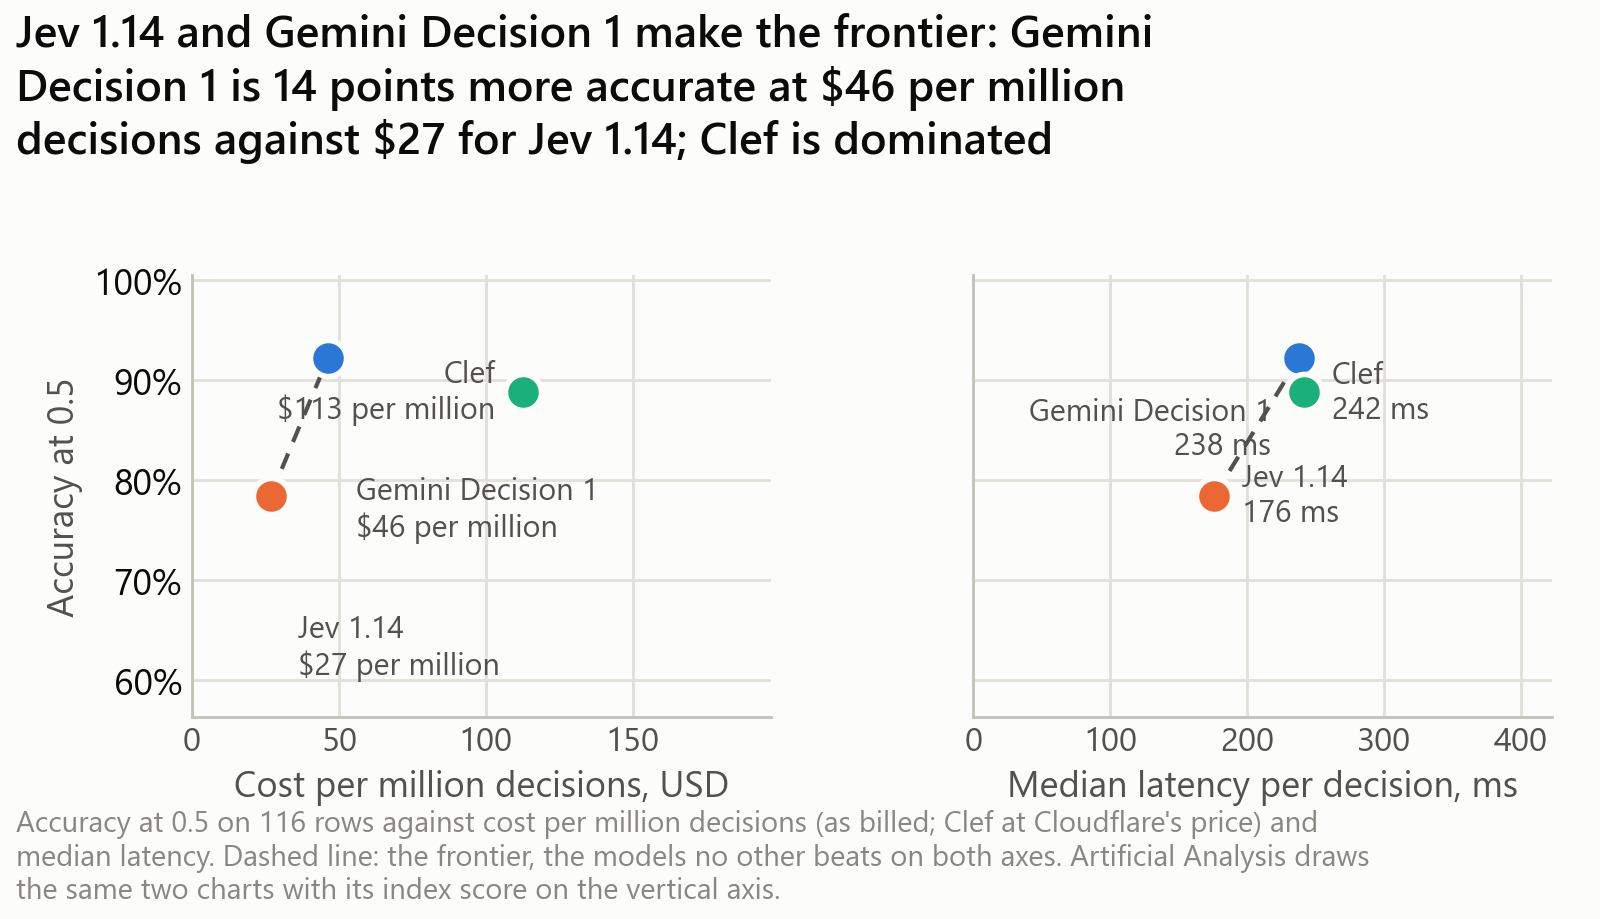 Jev 1.14 and Gemini Decision 1 make the frontier: Gemini
Decision 1 is 14 points more accurate at $46 per million
decisions against $27 for Jev 1.14; Clef is dominated
100%
90%
80%
70%
60%
Accuracy at 0.5
Clef
$113 per million
Gemini Decision 1
$46 per million
Jev 1.14
$27 per million
0 50 100 150
Cost per million decisions, USD
Clef
242 ms
Gemini Decision 1
238 ms
Jev 1.14
176 ms
0 100 200 300 400
Median latency per decision, ms
Accuracy at 0.5 on 116 rows against cost per million decisions (as billed; Clef at Cloudflare's price) and
median latency. Dashed line: the frontier, the models no other beats on both axes. Artificial Analysis draws
the same two charts with its index score on the vertical axis.